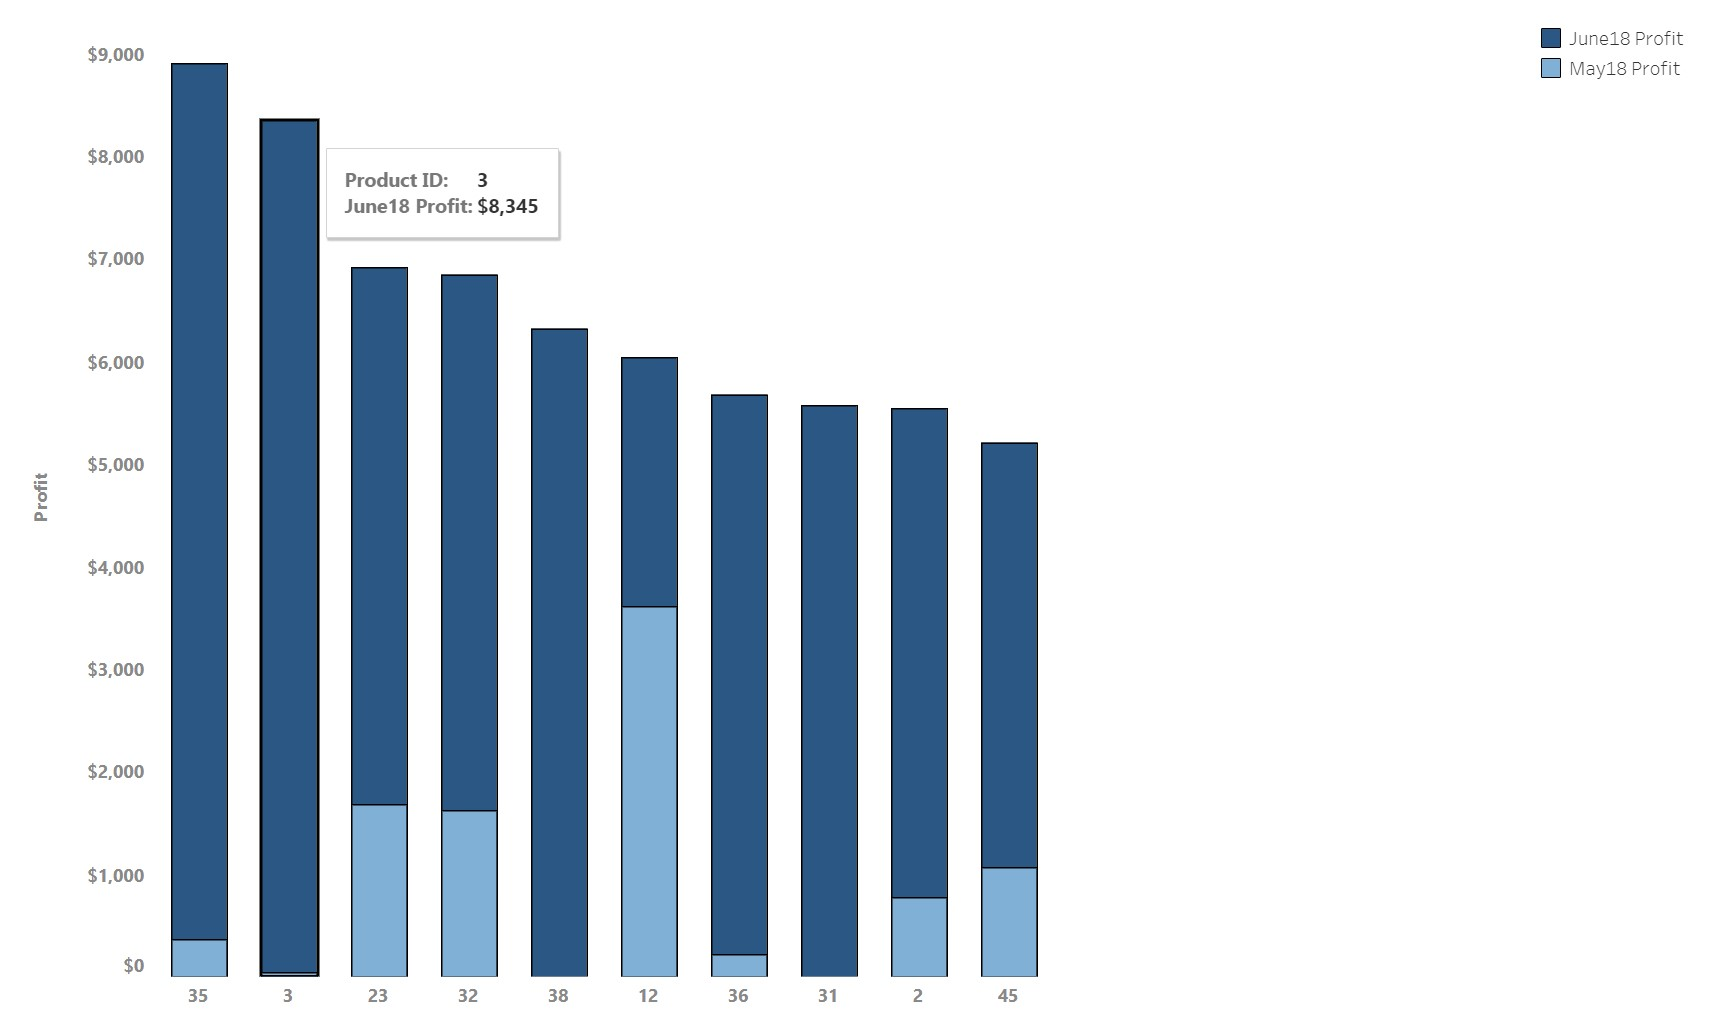 June18 Profit
May18 Profit
$9,000
$8,000
$7,000
$6,000
$5,000
$4,000
$3,000
$2,000
$1,000
$0
Profit
Product ID: 3
June18 Profit: $8,345
35 3 23 32 38 12 36 31 2 45